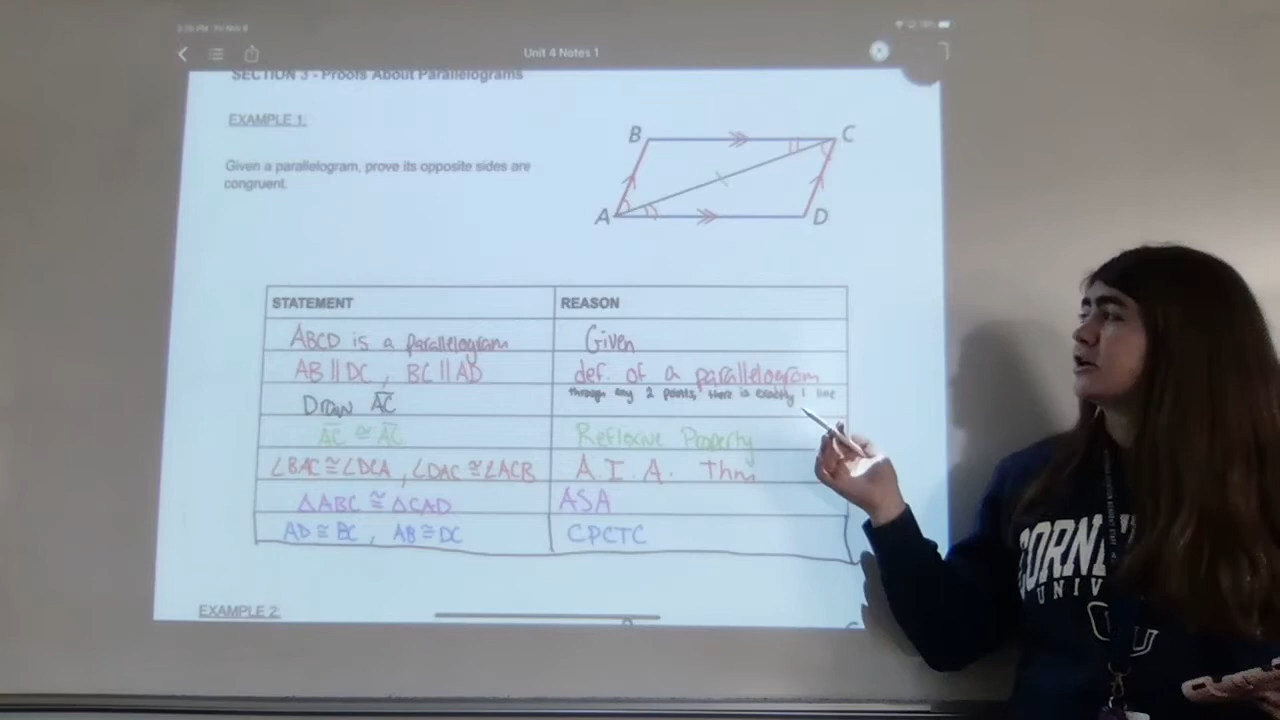 Unit 4 Notes 1
SECTION 3 - Proofs About Parallelograms
EXAMPLE 1:
Given a parallelogram, prove its opposite sides are
congruent.
B C
A D
STATEMENT REASON
ABCD is a parallelogram Given
AB || DC, BC || AD def. of a parallelogram
Draw A̅C̅ through any 2 points, there is exactly 1 line
A̅C̅ ≅ A̅C̅ Reflexive Property
∠BAC ≅ ∠DCA, ∠DAC ≅ ∠ACB A.I.A. Thm
△ABC ≅ △CAD ASA
AD ≅ BC, AB ≅ DC CPCTC
EXAMPLE 2:
CORNE
UNIV